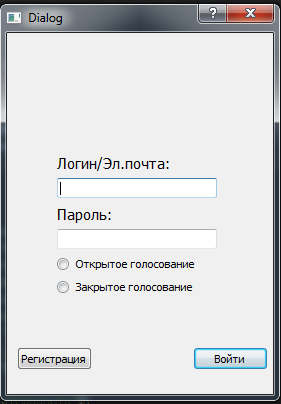 Dialog
Логин/Эл.почта:
Пароль:
Открытое голосование
Закрытое голосование
Регистрация Войти